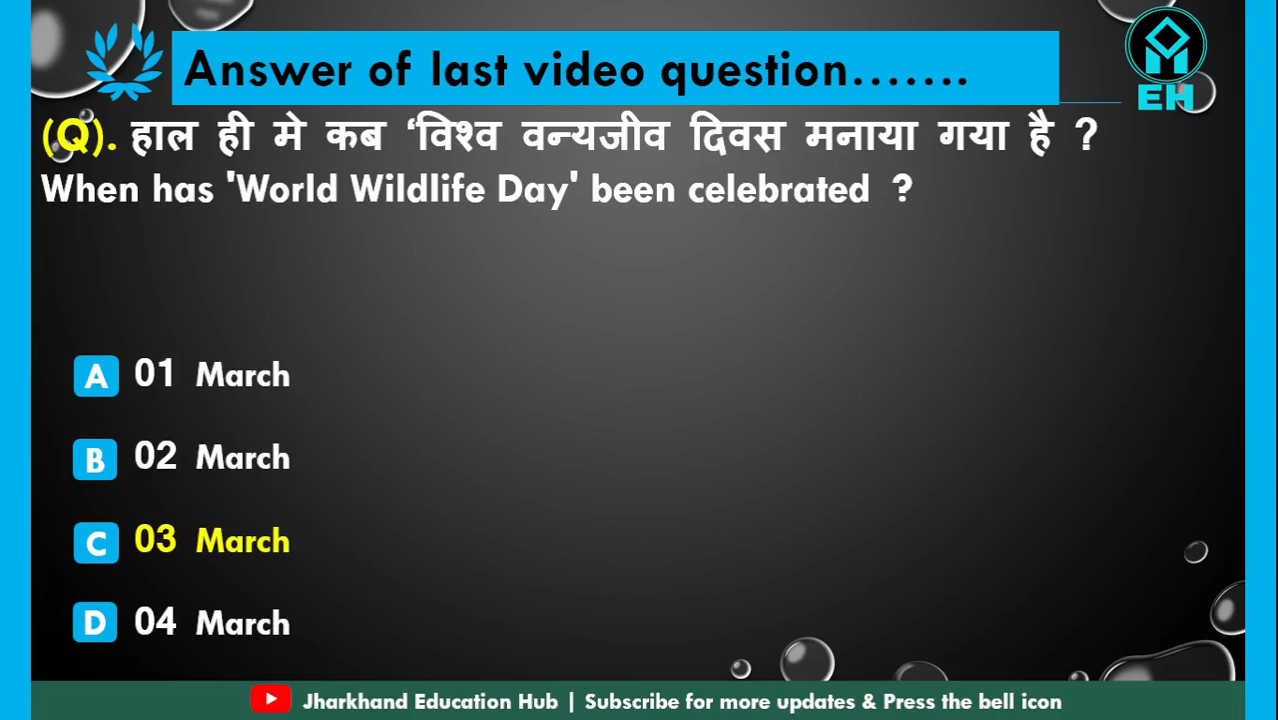 Answer of last video question.......
EH
(Q). हाल ही मे कब ‘विश्व वन्यजीव दिवस मनाया गया है ?
When has 'World Wildlife Day' been celebrated ?
A 01 March
B 02 March
C 03 March
D 04 March
Jharkhand Education Hub | Subscribe for more updates & Press the bell icon